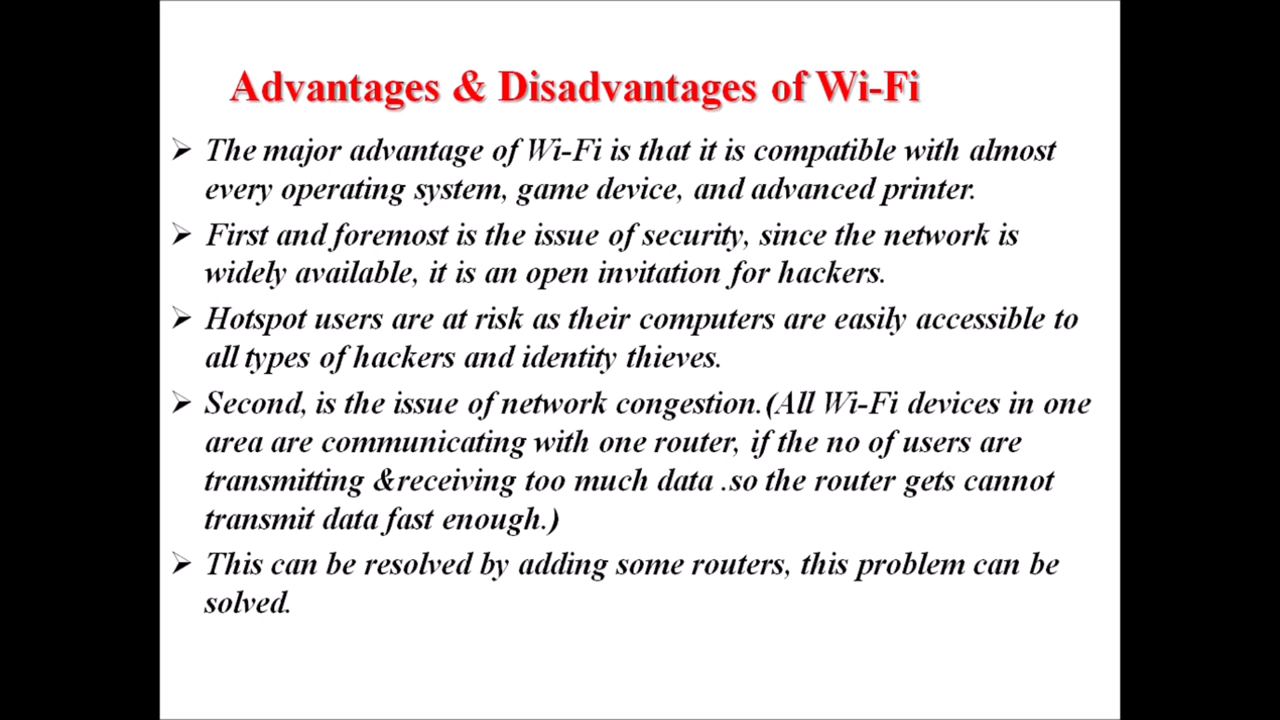 Advantages & Disadvantages of Wi-Fi
The major advantage of Wi-Fi is that it is compatible with almost
every operating system, game device, and advanced printer.
First and foremost is the issue of security, since the network is
widely available, it is an open invitation for hackers.
Hotspot users are at risk as their computers are easily accessible to
all types of hackers and identity thieves.
Second, is the issue of network congestion.(All Wi-Fi devices in one
area are communicating with one router, if the no of users are
transmitting &receiving too much data .so the router gets cannot
transmit data fast enough.)
This can be resolved by adding some routers, this problem can be
solved.